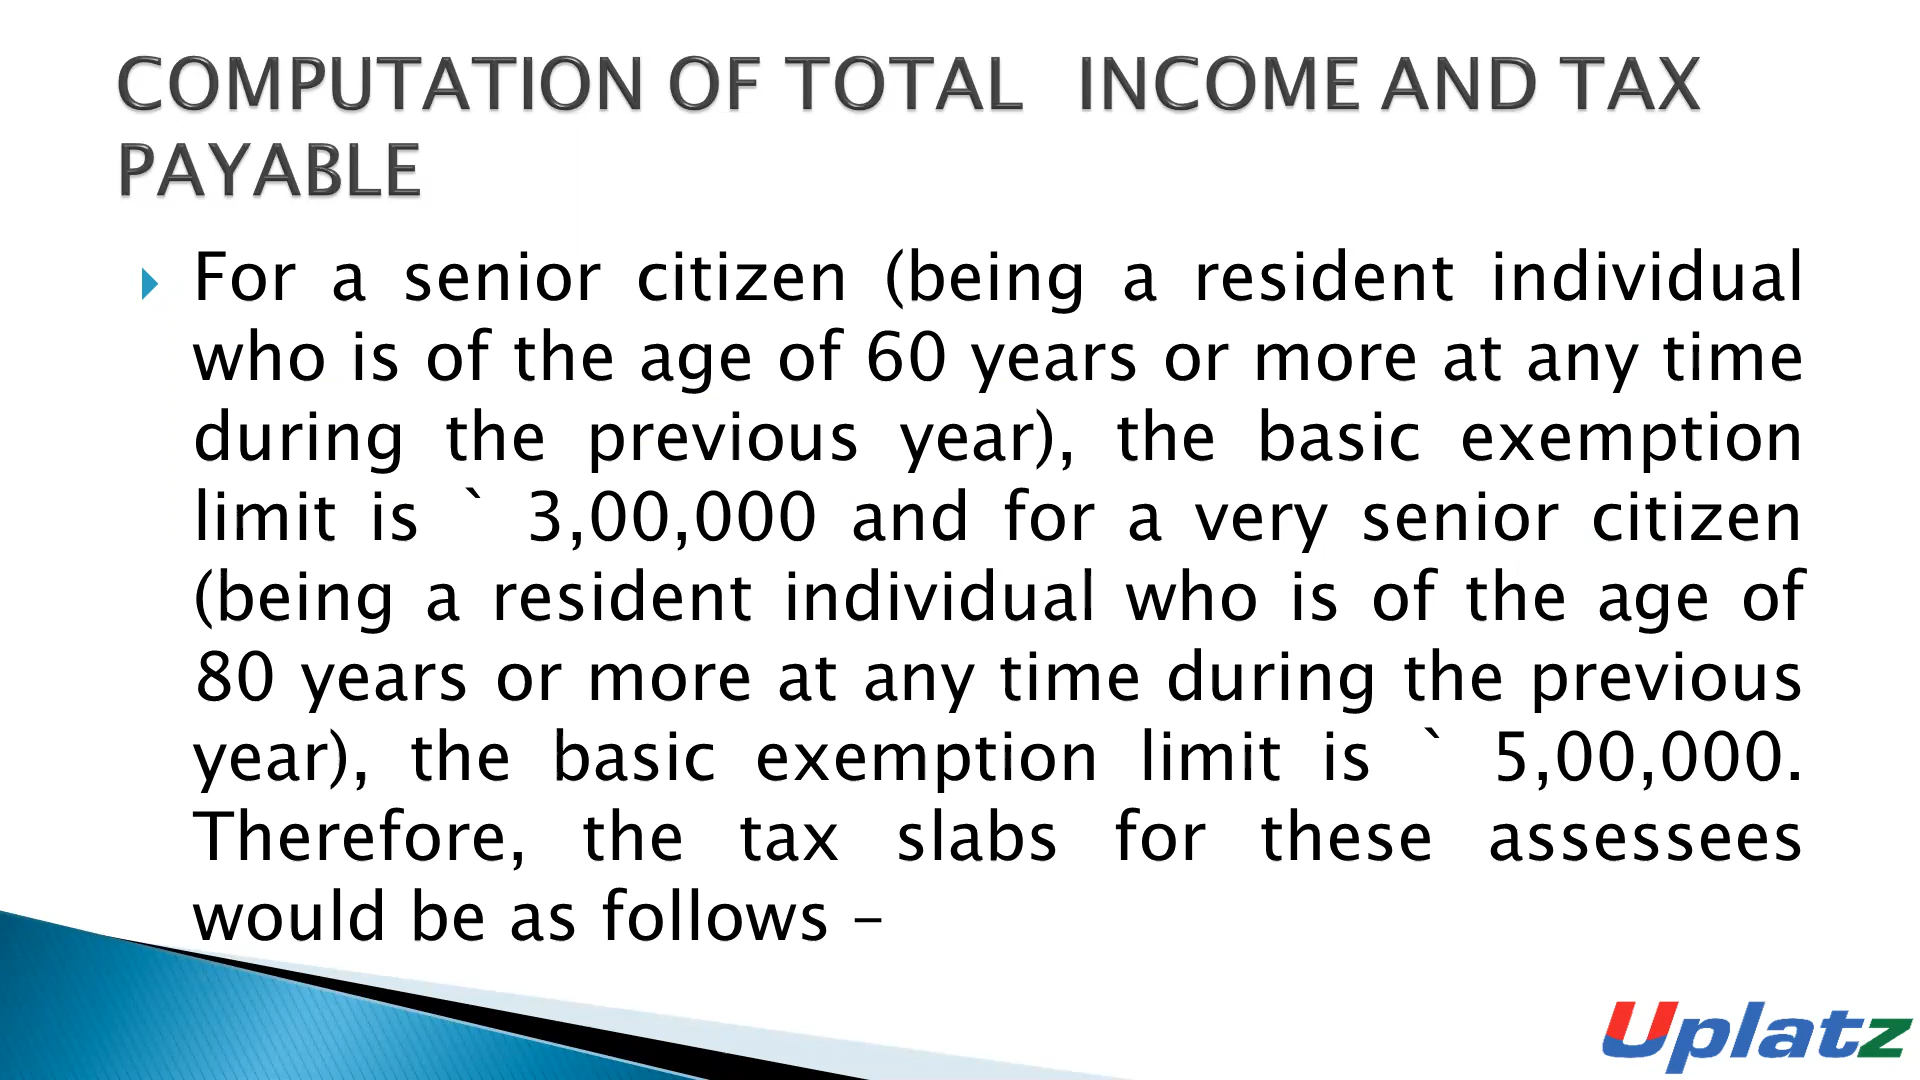 COMPUTATION OF TOTAL INCOME AND TAX
PAYABLE
For a senior citizen (being a resident individual
who is of the age of 60 years or more at any time
during the previous year), the basic exemption
limit is ` 3,00,000 and for a very senior citizen
(being a resident individual who is of the age of
80 years or more at any time during the previous
year), the basic exemption limit is ` 5,00,000.
Therefore, the tax slabs for these assessees
would be as follows –
Uplatz